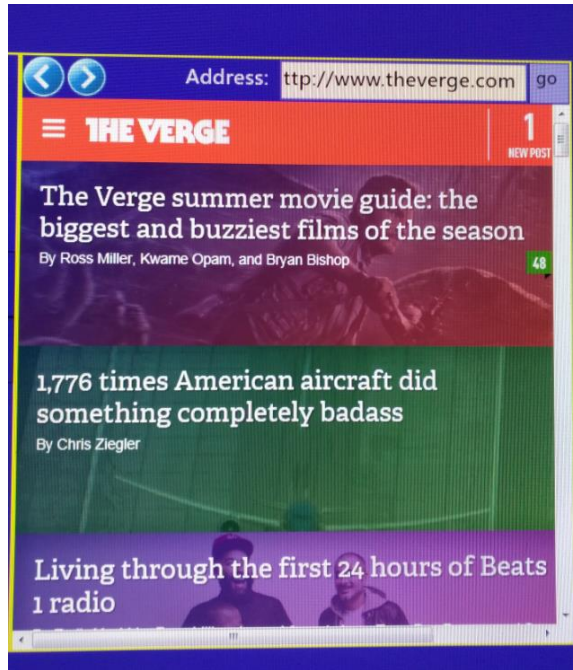 Address: ttp://www.theverge.com go
THE VERGE
1
NEW POST
The Verge summer movie guide: the
biggest and buzziest films of the season
By Ross Miller, Kwame Opam, and Bryan Bishop
48
1,776 times American aircraft did
something completely badass
By Chris Ziegler
Living through the first 24 hours of Beats
1 radio